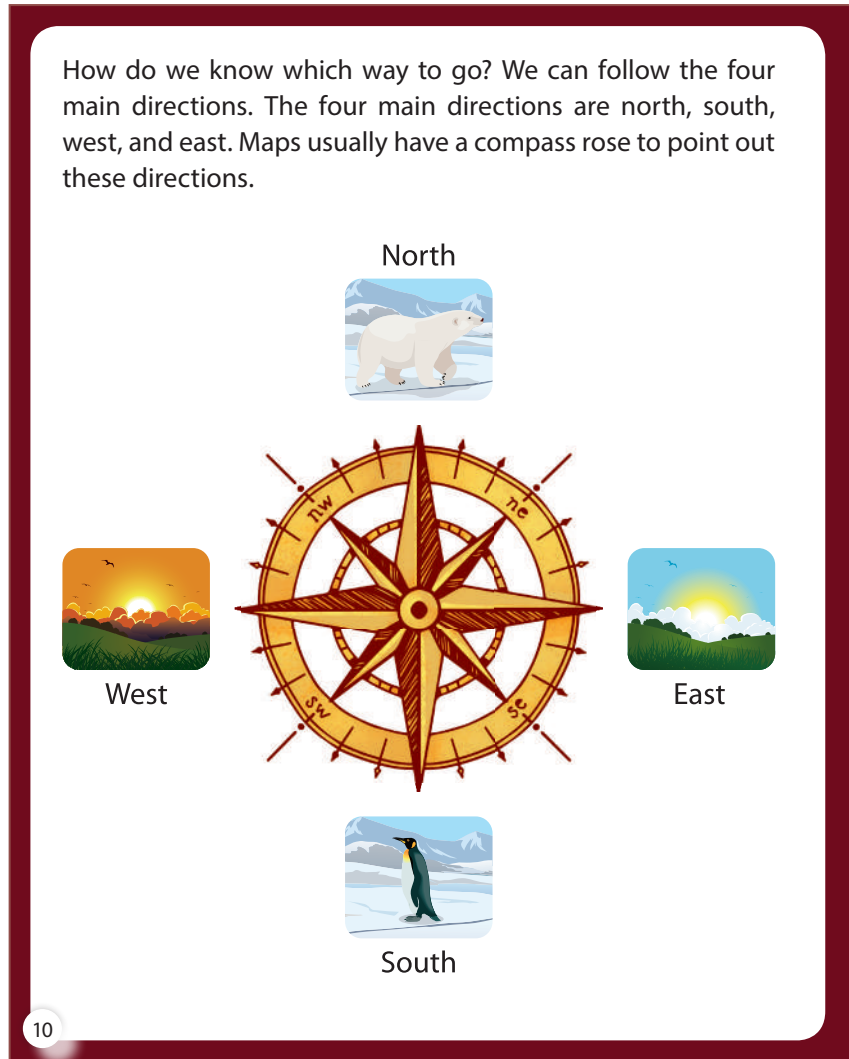 How do we know which way to go? We can follow the four
main directions. The four main directions are north, south,
west, and east. Maps usually have a compass rose to point out
these directions.
North
nw
ne
West
East
sw
se
South
10